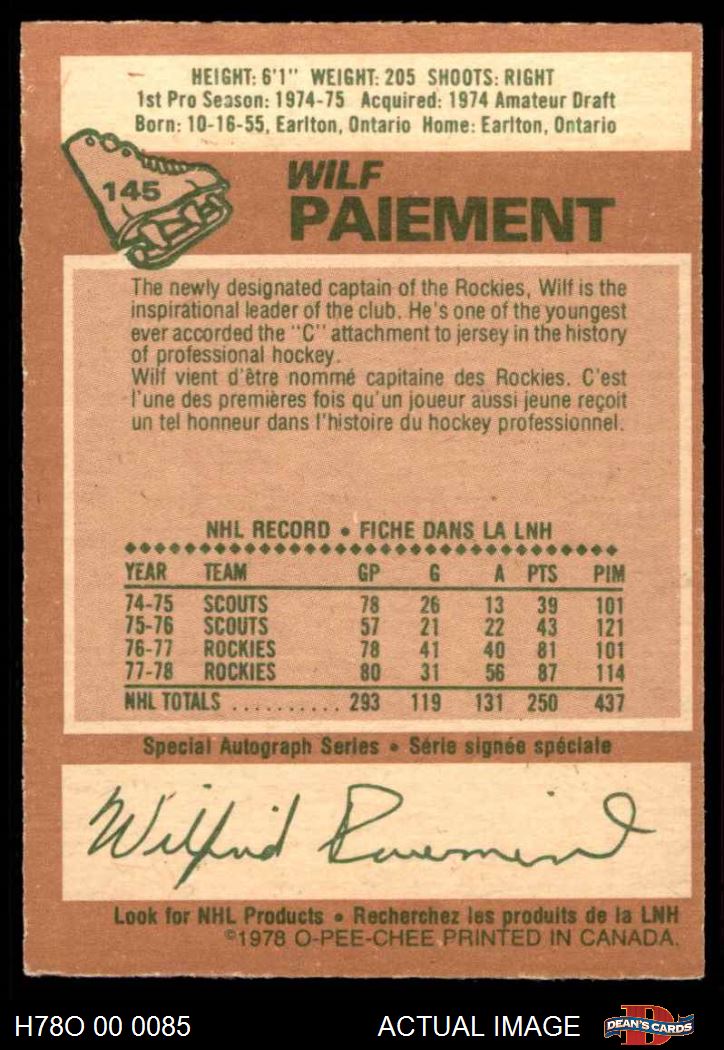 HEIGHT: 6'1" WEIGHT: 205 SHOOTS: RIGHT
1st Pro Season: 1974-75 Acquired: 1974 Amateur Draft
Born: 10-16-55, Earlton, Ontario Home: Earlton, Ontario
145
WILF
PAIEMENT
The newly designated captain of the Rockies, Wilf is the
inspirational leader of the club. He's one of the youngest
ever accorded the "C" attachment to jersey in the history
of professional hockey.
Wilf vient d'être nommé capitaine des Rockies. C'est
l'une des premières fois qu'un joueur aussi jeune reçoit
un tel honneur dans l'histoire du hockey professionnel.
NHL RECORD • FICHE DANS LA LNH
YEAR TEAM GP G A PTS PIM
74-75 SCOUTS 78 26 13 39 101
75-76 SCOUTS 57 21 22 43 121
76-77 ROCKIES 78 41 40 81 101
77-78 ROCKIES 80 31 56 87 114
NHL TOTALS .......... 293 119 131 250 437
Special Autograph Series • Série signée spéciale
Wilfrid Paiement
Look for NHL Products • Recherchez les produits de la LNH
©1978 O-PEE-CHEE PRINTED IN CANADA.
H78O 00 0085 ACTUAL IMAGE DEAN'S CARDS